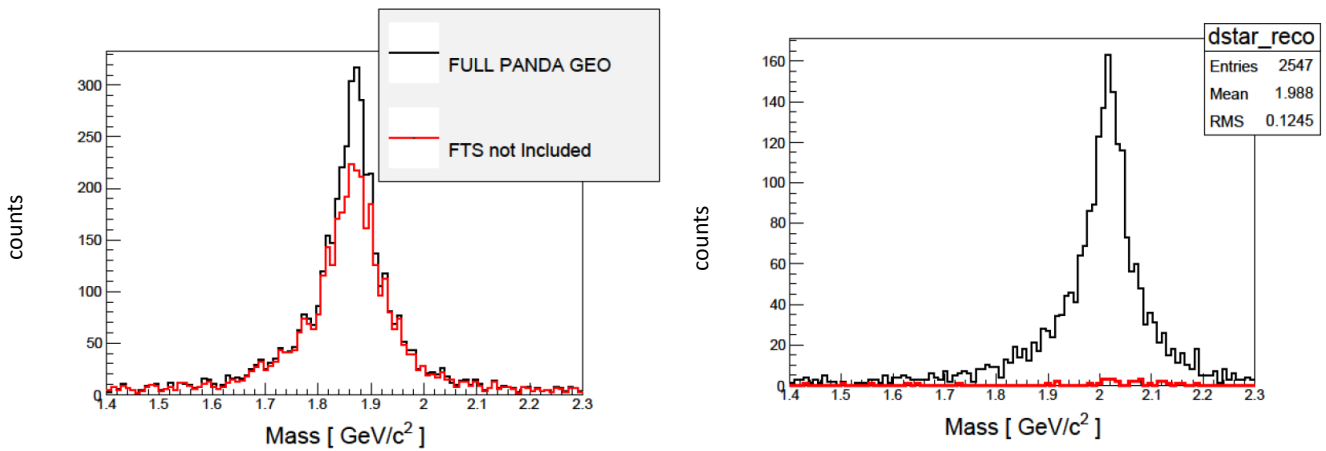 FULL PANDA GEO
FTS not Included
300
250
200
150
100
50
0
1.4 1.5 1.6 1.7 1.8 1.9 2 2.1 2.2 2.3
Mass [ GeV/c2 ]
counts
dstar_reco
Entries 2547
Mean 1.988
RMS 0.1245
160
140
120
100
80
60
40
20
0
1.4 1.5 1.6 1.7 1.8 1.9 2 2.1 2.2 2.3
Mass [ GeV/c2 ]
counts